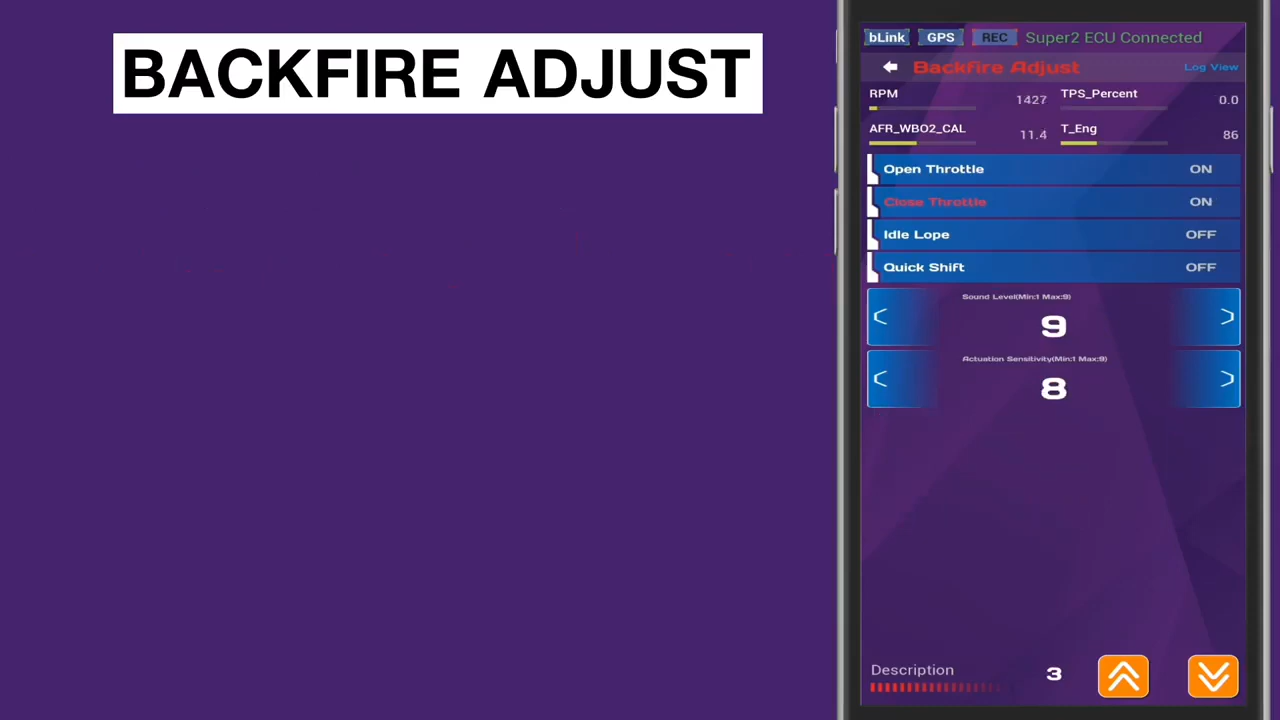 BACKFIRE ADJUST
bLink GPS REC Super2 ECU Connected
Backfire Adjust Log View
RPM 1427 TPS_Percent 0.0
AFR_WBO2_CAL 11.4 T_Eng 86
Open Throttle ON
Close Throttle ON
Idle Lope OFF
Quick Shift OFF
Sound Level(Min:1 Max:9)
< 9 >
Actuation Sensitivity(Min:1 Max:9)
< 8 >
Description 3